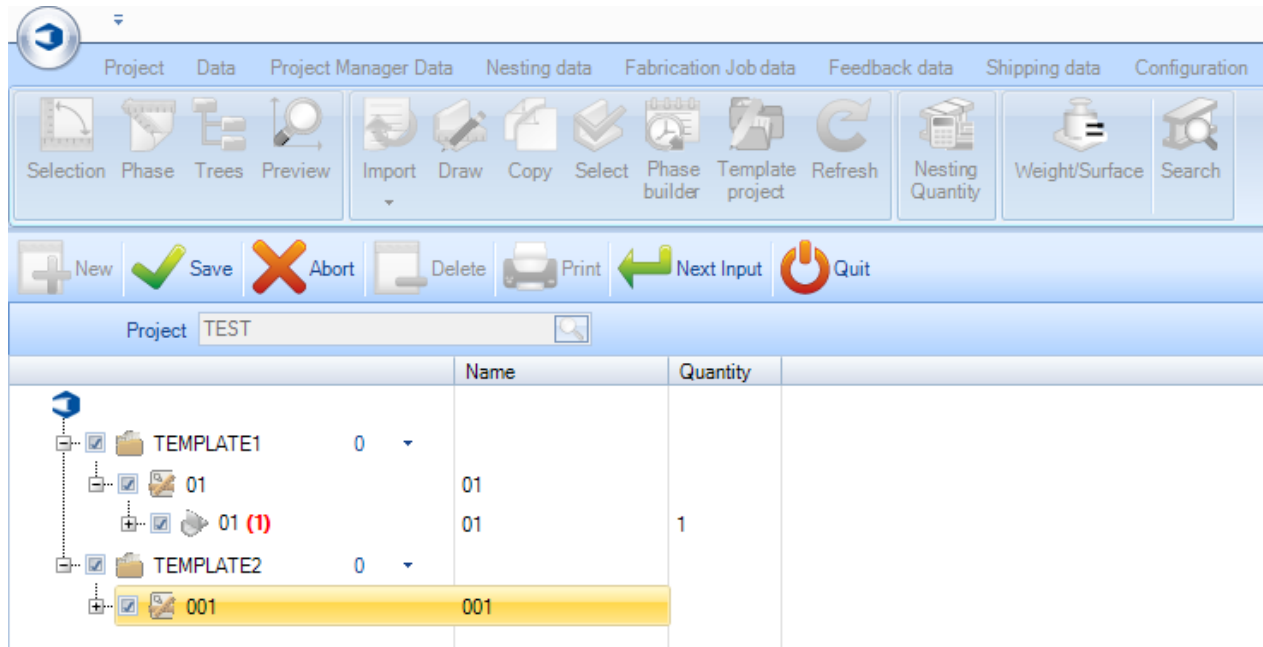 Project Data Project Manager Data Nesting data Fabrication Job data Feedback data Shipping data Configuration
Selection Phase Trees Preview Import Draw Copy Select Phase builder Template project Refresh Nesting Quantity Weight/Surface Search
New Save Abort Delete Print Next Input Quit
Project TEST
Name Quantity
TEMPLATE1 0
01 01
01 (1) 01 1
TEMPLATE2 0
001 001